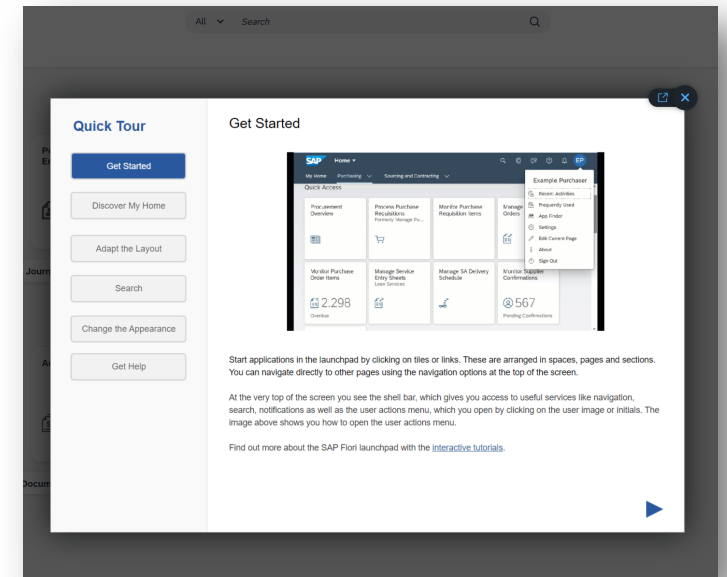 All Search
Quick Tour
Get Started
Discover My Home
Adapt the Layout
Search
Change the Appearance
Get Help
Get Started
SAP Home
My Home Purchasing Sourcing and Contracting
EP
Quick Access
Procurement Overview
Process Purchase Requisitions
Formerly Manage Pu...
Monitor Purchase Requisition Items
Manage
Orders
Monitor Purchase Order Items
2.298
Overdue
Manage Service Entry Sheets
Lean Services
Manage SA Delivery Schedule
Monitor Supplier Confirmations
567
Pending Confirmations
Example Purchaser
Recent Activities
Frequently Used
App Finder
Settings
Edit Current Page
About
Sign Out
Start applications in the launchpad by clicking on tiles or links. These are arranged in spaces, pages and sections.
You can navigate directly to other pages using the navigation options at the top of the screen.
At the very top of the screen you see the shell bar, which gives you access to useful services like navigation,
search, notifications as well as the user actions menu, which you open by clicking on the user image or initials. The
image above shows you how to open the user actions menu.
Find out more about the SAP Fiori launchpad with the interactive tutorials.
Journ
Docum